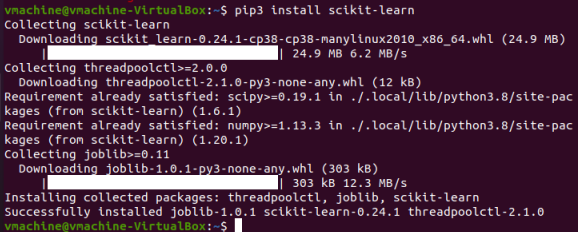 vmachine@vmachine-VirtualBox:~$ pip3 install scikit-learn
Collecting scikit-learn
  Downloading scikit_learn-0.24.1-cp38-cp38-manylinux2010_x86_64.whl (24.9 MB)
     |████████████████████████████████| 24.9 MB 6.2 MB/s
Collecting threadpoolctl>=2.0.0
  Downloading threadpoolctl-2.1.0-py3-none-any.whl (12 kB)
Requirement already satisfied: scipy>=0.19.1 in ./.local/lib/python3.8/site-pac
kages (from scikit-learn) (1.6.1)
Requirement already satisfied: numpy>=1.13.3 in ./.local/lib/python3.8/site-pac
kages (from scikit-learn) (1.20.1)
Collecting joblib>=0.11
  Downloading joblib-1.0.1-py3-none-any.whl (303 kB)
     |████████████████████████████████| 303 kB 12.3 MB/s
Installing collected packages: threadpoolctl, joblib, scikit-learn
Successfully installed joblib-1.0.1 scikit-learn-0.24.1 threadpoolctl-2.1.0
vmachine@vmachine-VirtualBox:~$